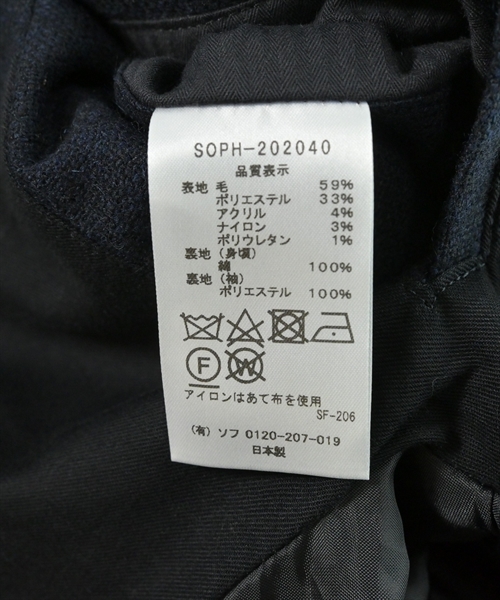 SOPH-202040
品質表示
表地 毛 59%
ポリエステル 33%
アクリル 4%
ナイロン 3%
ポリウレタン 1%
裏地(身頃)
綿 100%
裏地(袖)
ポリエステル 100%
F W
アイロンはあて布を使用
SF-206
(有) ソフ 0120-207-019
日本製